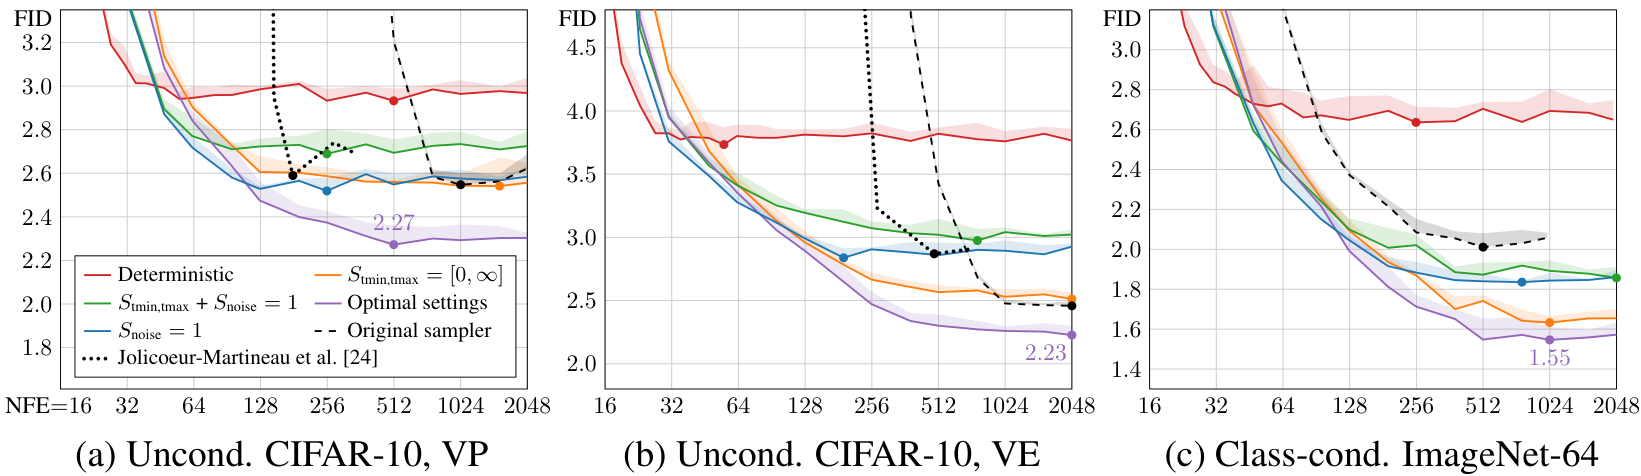 FID
3.2
3.0
2.8
2.6
2.4
2.2
2.0
1.8
2.27
Deterministic
S_tmin,tmax + S_noise = 1
S_noise = 1
Jolicoeur-Martineau et al. [24]
S_tmin,tmax = [0, ∞]
Optimal settings
Original sampler
NFE=16 32 64 128 256 512 1024 2048
(a) Uncond. CIFAR-10, VP
FID
4.5
4.0
3.5
3.0
2.5
2.0
2.23
16 32 64 128 256 512 1024 2048
(b) Uncond. CIFAR-10, VE
FID
3.0
2.8
2.6
2.4
2.2
2.0
1.8
1.6
1.4
1.55
16 32 64 128 256 512 1024 2048
(c) Class-cond. ImageNet-64